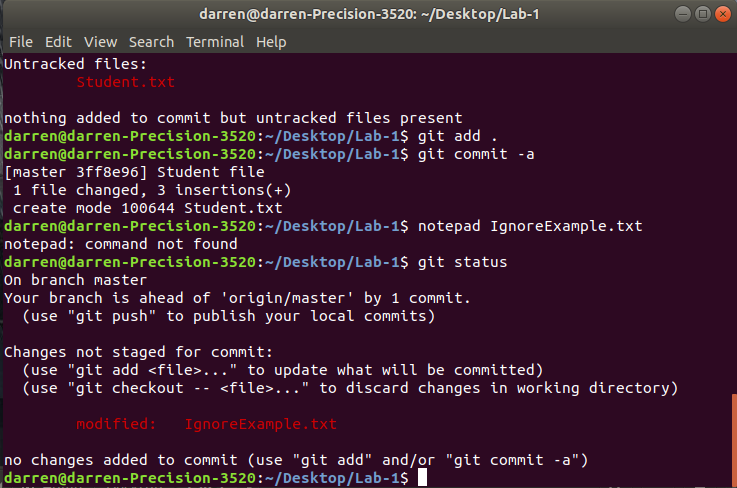 darren@darren-Precision-3520: ~/Desktop/Lab-1
File Edit View Search Terminal Help
Untracked files:
        Student.txt

nothing added to commit but untracked files present
darren@darren-Precision-3520:~/Desktop/Lab-1$ git add .
darren@darren-Precision-3520:~/Desktop/Lab-1$ git commit -a
[master 3ff8e96] Student file
 1 file changed, 3 insertions(+)
 create mode 100644 Student.txt
darren@darren-Precision-3520:~/Desktop/Lab-1$ notepad IgnoreExample.txt
notepad: command not found
darren@darren-Precision-3520:~/Desktop/Lab-1$ git status
On branch master
Your branch is ahead of 'origin/master' by 1 commit.
  (use "git push" to publish your local commits)

Changes not staged for commit:
  (use "git add <file>..." to update what will be committed)
  (use "git checkout -- <file>..." to discard changes in working directory)

        modified:   IgnoreExample.txt

no changes added to commit (use "git add" and/or "git commit -a")
darren@darren-Precision-3520:~/Desktop/Lab-1$